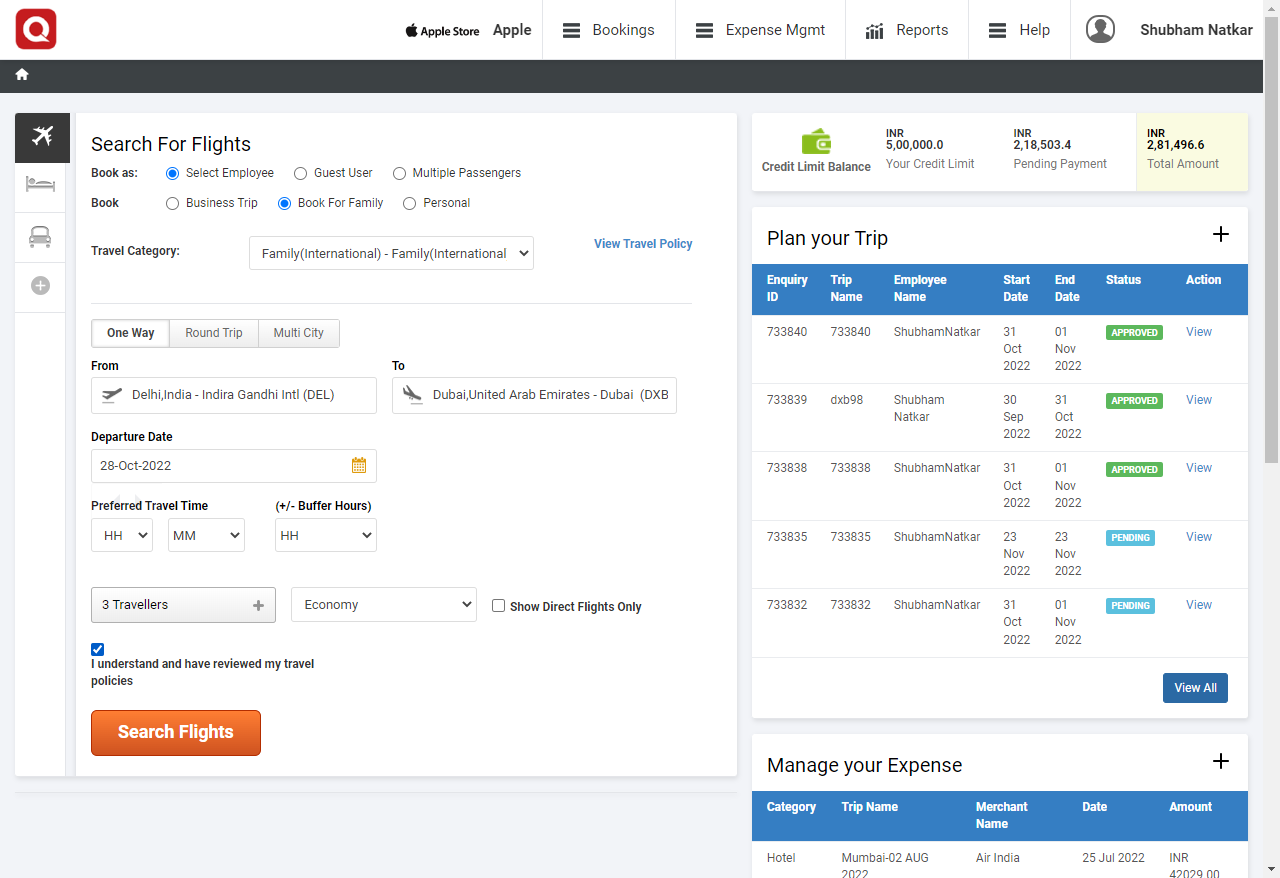 Apple Store Apple Bookings Expense Mgmt Reports Help Shubham Natkar
Search For Flights
Book as: Select Employee Guest User Multiple Passengers
Book Business Trip Book For Family Personal
Travel Category: Family(International) - Family(International View Travel Policy
One Way Round Trip Multi City
From To
Delhi,India - Indira Gandhi Intl (DEL) Dubai,United Arab Emirates - Dubai (DXB
Departure Date
28-Oct-2022
Preferred Travel Time (+/- Buffer Hours)
HH MM HH
3 Travellers Economy Show Direct Flights Only
I understand and have reviewed my travel
policies
Search Flights
Credit Limit Balance
INR
5,00,000.0
Your Credit Limit
INR
2,18,503.4
Pending Payment
INR
2,81,496.6
Total Amount
Plan your Trip
Enquiry Trip Employee Start End Status Action
ID Name Name Date Date
733840 733840 ShubhamNatkar 31 01 APPROVED View
Oct Nov
2022 2022
733839 dxb98 Shubham 30 31 APPROVED View
Natkar Sep Oct
2022 2022
733838 733838 ShubhamNatkar 31 01 APPROVED View
Oct Nov
2022 2022
733835 733835 ShubhamNatkar 23 23 PENDING View
Nov Nov
2022 2022
733832 733832 ShubhamNatkar 31 01 PENDING View
Oct Nov
2022 2022
View All
Manage your Expense
Category Trip Name Merchant Date Amount
Name
Hotel Mumbai-02 AUG Air India 25 Jul 2022 INR
2022 42029.00